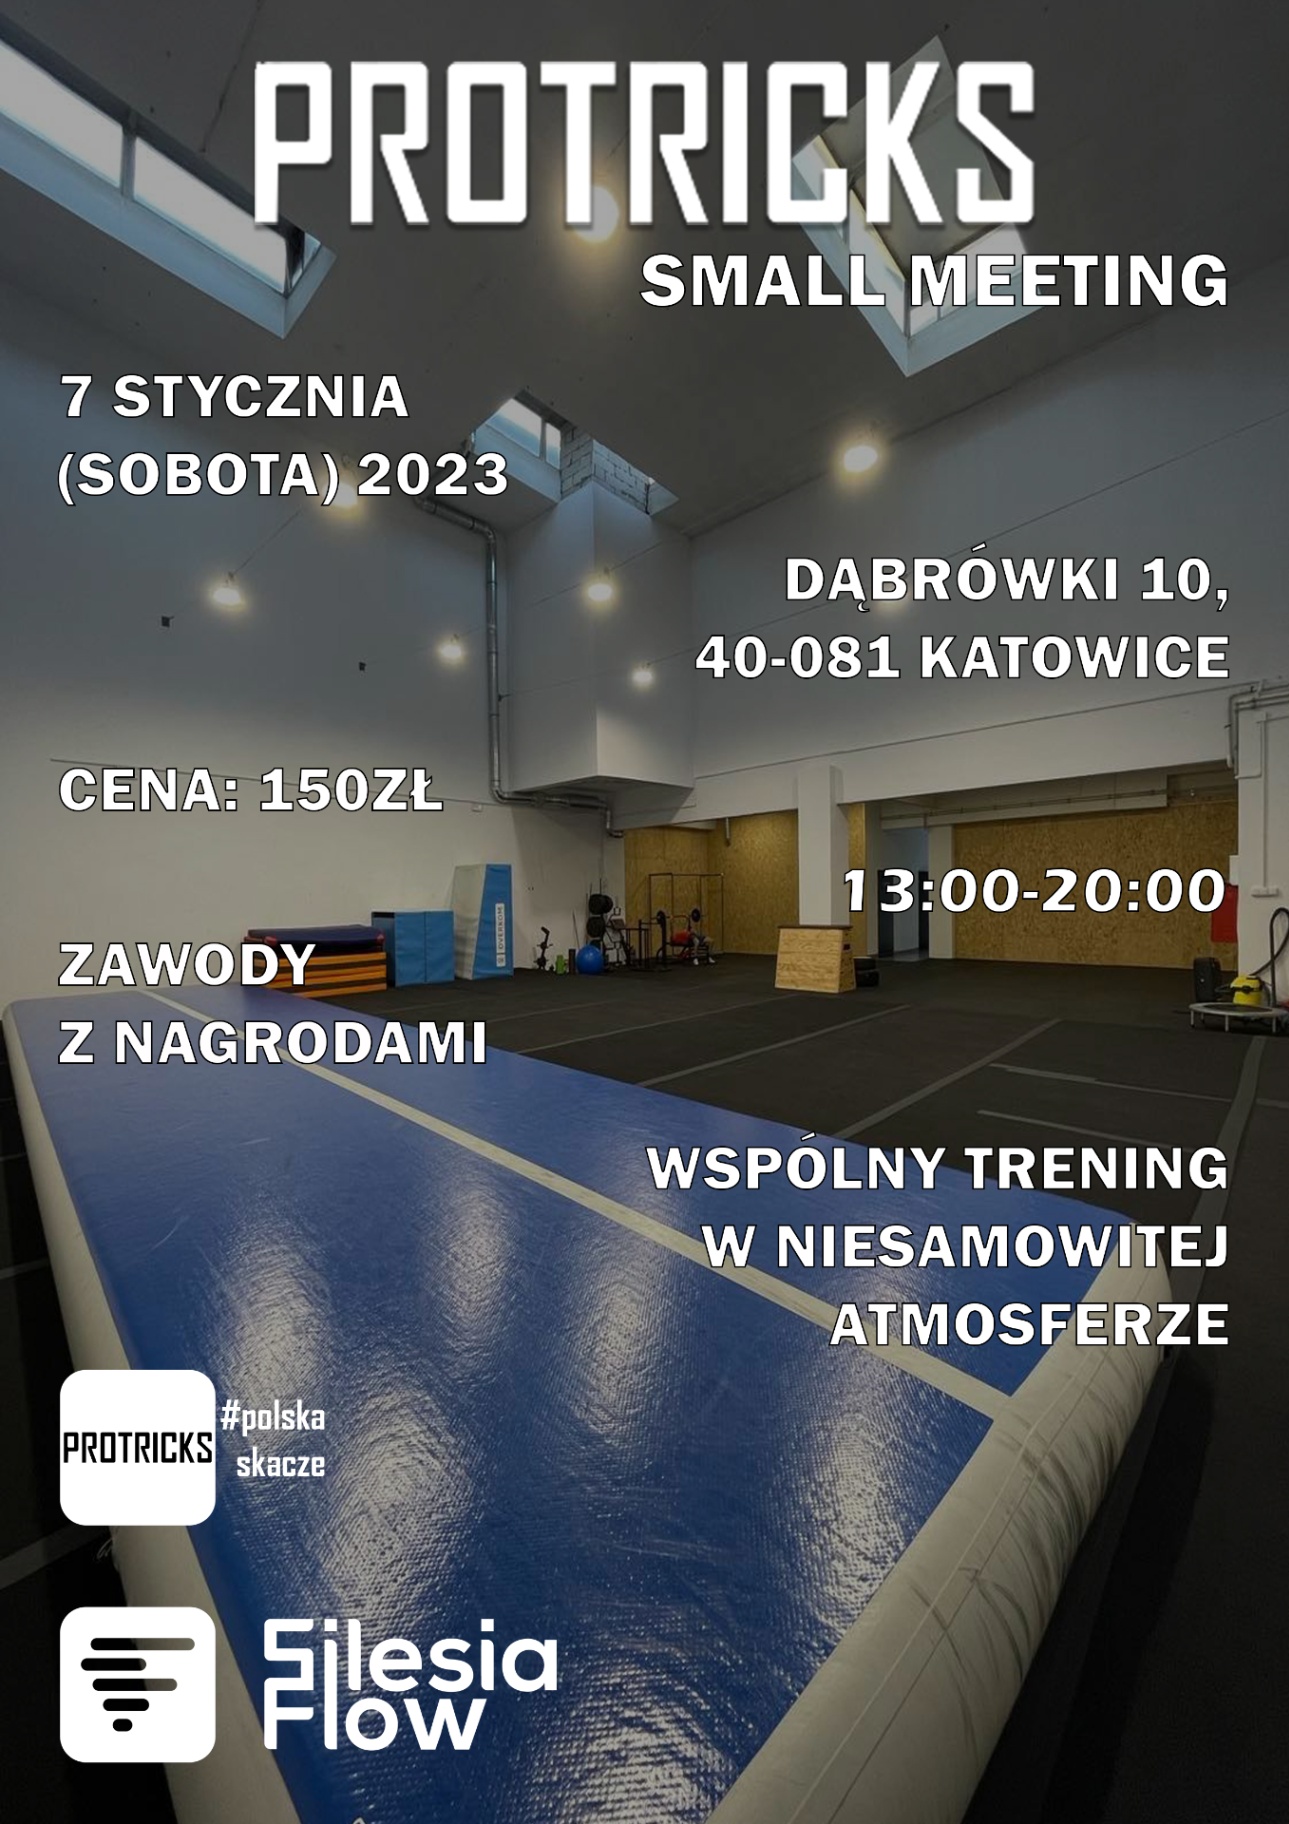 PROTRICKS
SMALL MEETING
7 STYCZNIA
(SOBOTA) 2023
DĄBRÓWKI 10,
40-081 KATOWICE
CENA: 150ZŁ
13:00-20:00
ZAWODY
Z NAGRODAMI
WSPÓLNY TRENING
W NIESAMOWITEJ
ATMOSFERZE
PROTRICKS
#polska
skacze
Silesia
Flow
OVERKOM